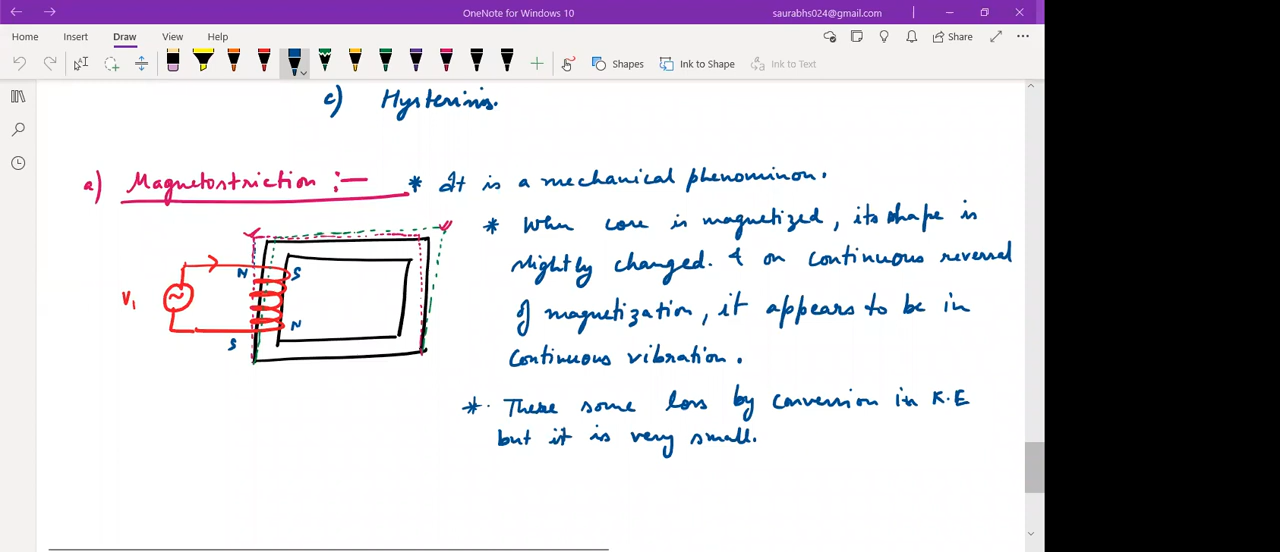 OneNote for Windows 10
saurabhs024@gmail.com
Home Insert Draw View Help
Share
Shapes Ink to Shape Ink to Text
c) Hysterisis.
a) Magnetostriction :— * It is a mechanical phenominon.
* When core is magnetized, its shape is
slightly changed. & on continuous reversal
of magnetization, it appears to be in
continuous vibration.
* There some loss by conversion in K.E
but it is very small.
N S
V1
N
S